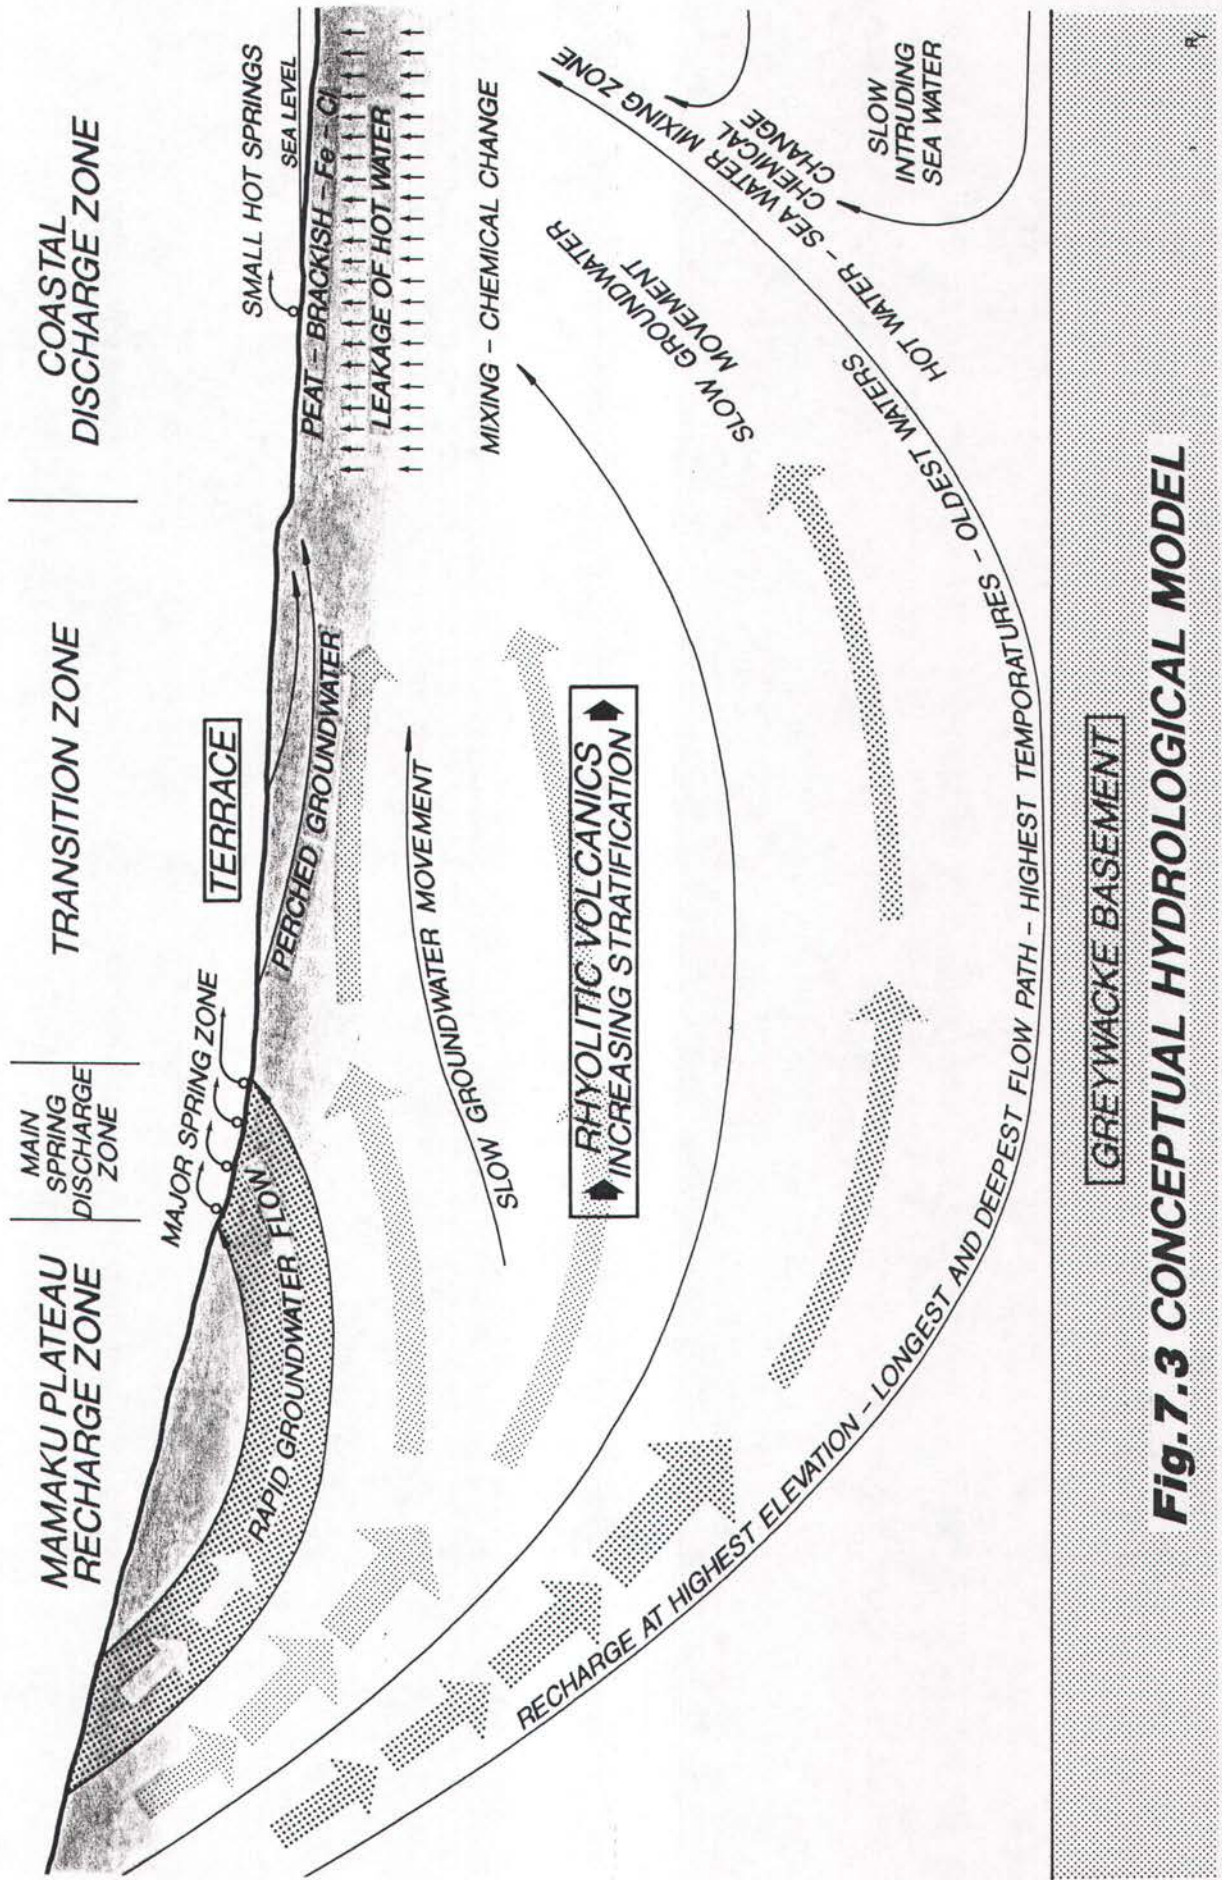 MAMAKU PLATEAU
RECHARGE ZONE
MAIN
SPRING
DISCHARGE
ZONE
TRANSITION ZONE
COASTAL
DISCHARGE ZONE
MAJOR SPRING ZONE
TERRACE
SMALL HOT SPRINGS
SEA LEVEL
RAPID GROUNDWATER FLOW
PERCHED GROUNDWATER
PEAT - BRACKISH - Fe - Cl
LEAKAGE OF HOT WATER
SLOW GROUNDWATER MOVEMENT
MIXING - CHEMICAL CHANGE
RHYOLITIC VOLCANICS
INCREASING STRATIFICATION
SLOW GROUNDWATER
MOVEMENT
HOT WATER - SEA WATER MIXING ZONE
CHEMICAL
CHANGE
SLOW
INTRUDING
SEA WATER
RECHARGE AT HIGHEST ELEVATION - LONGEST AND DEEPEST FLOW PATH - HIGHEST TEMPERATURES - OLDEST WATERS
GREYWACKE BASEMENT
Fig.7.3 CONCEPTUAL HYDROLOGICAL MODEL